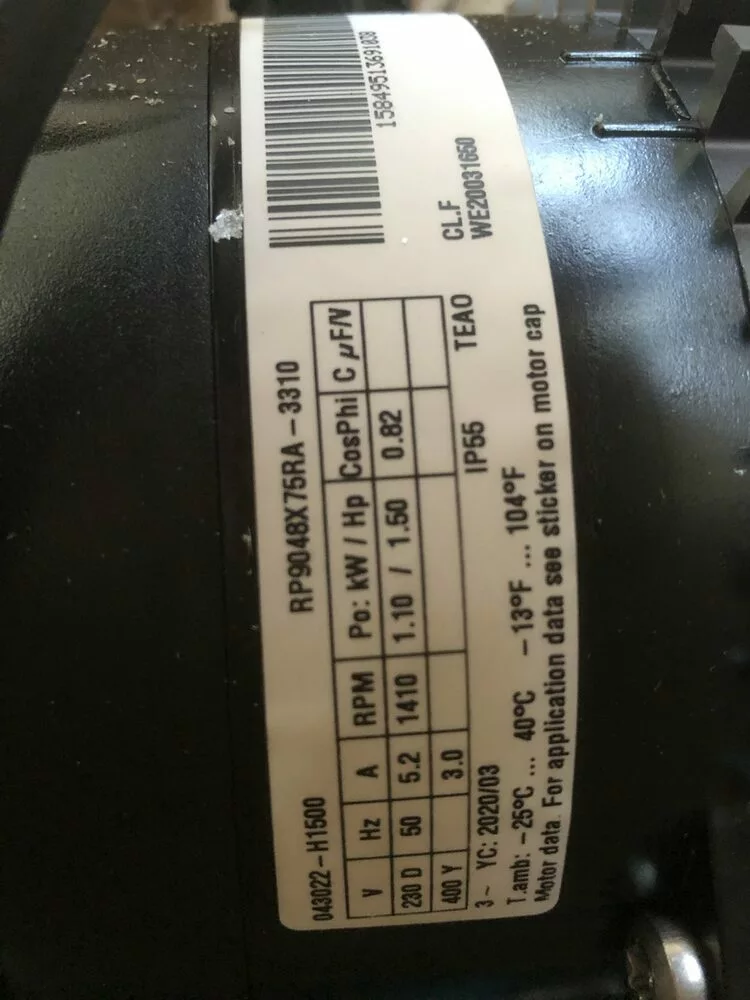 15849513691030
CL.F
WE20031650
043022-H1500 RP9048X75RA-3310
V Hz A RPM Po: kW / Hp CosPhi C µF/V
230 D 50 5.2 1410 1.10 / 1.50 0.82
400 Y 3.0
3~ YC: 2020/03 IP55 TEAO
T.amb: -25°C ... 40°C -13°F ... 104°F
Motor data. For application data see sticker on motor cap